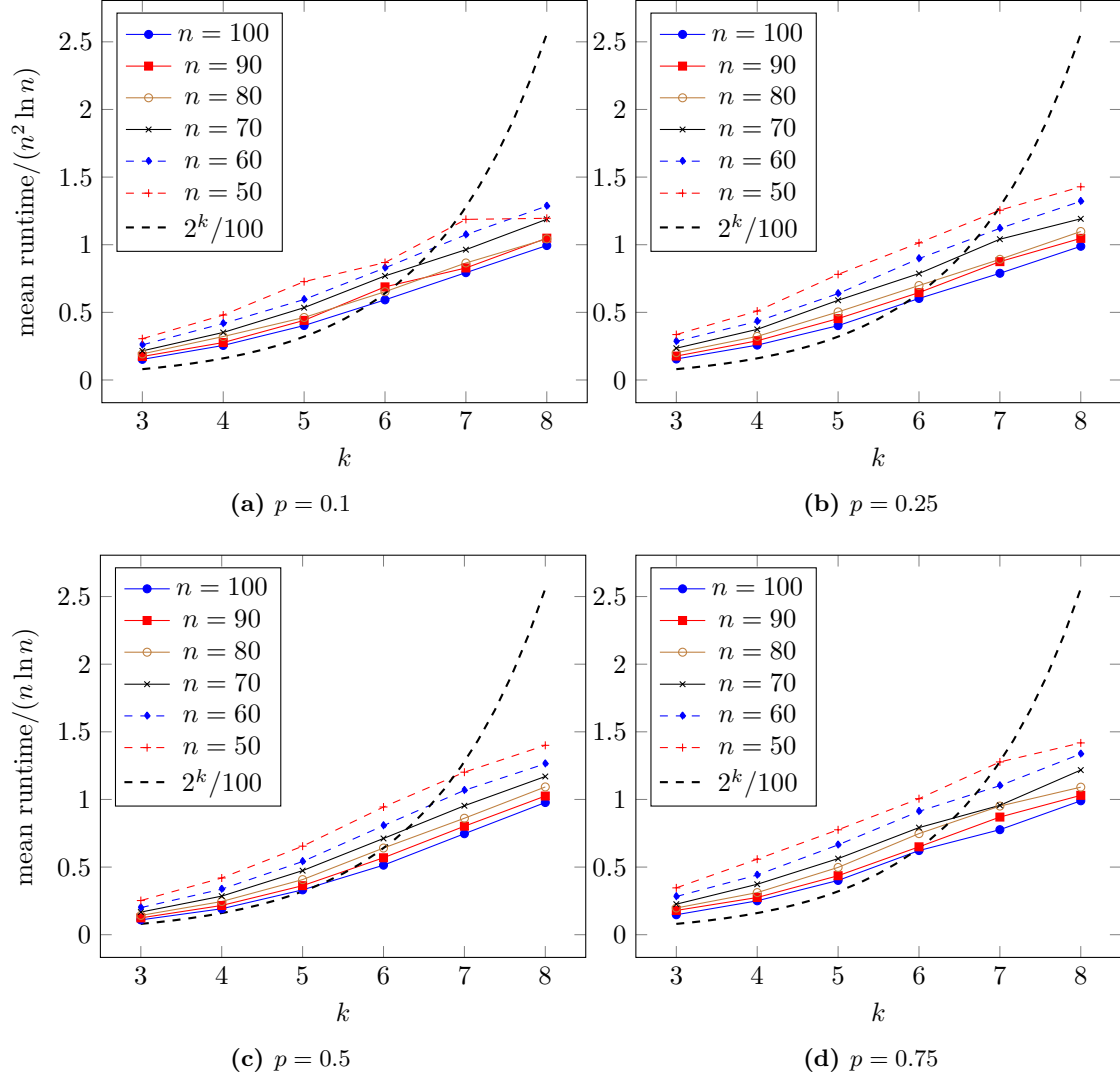 mean runtime/(n² ln n)
2.5
2
1.5
1
0.5
0
n = 100
n = 90
n = 80
n = 70
n = 60
n = 50
2ᵏ/100
3 4 5 6 7 8
k
(a) p = 0.1
2.5
2
1.5
1
0.5
0
n = 100
n = 90
n = 80
n = 70
n = 60
n = 50
2ᵏ/100
3 4 5 6 7 8
k
(b) p = 0.25
mean runtime/(n ln n)
2.5
2
1.5
1
0.5
0
n = 100
n = 90
n = 80
n = 70
n = 60
n = 50
2ᵏ/100
3 4 5 6 7 8
k
(c) p = 0.5
2.5
2
1.5
1
0.5
0
n = 100
n = 90
n = 80
n = 70
n = 60
n = 50
2ᵏ/100
3 4 5 6 7 8
k
(d) p = 0.75